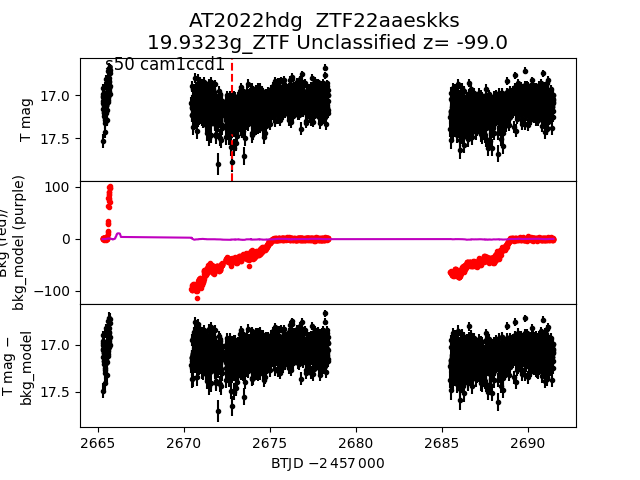 AT2022hdg  ZTF22aaeskks
19.9323g_ZTF Unclassified z= -99.0
s50 cam1ccd1
T mag
17.0
17.5
Bkg (red)/
bkg_model (purple)
100
0
−100
T mag −
bkg_model
17.0
17.5
2665 2670 2675 2680 2685 2690
BTJD −2 457 000